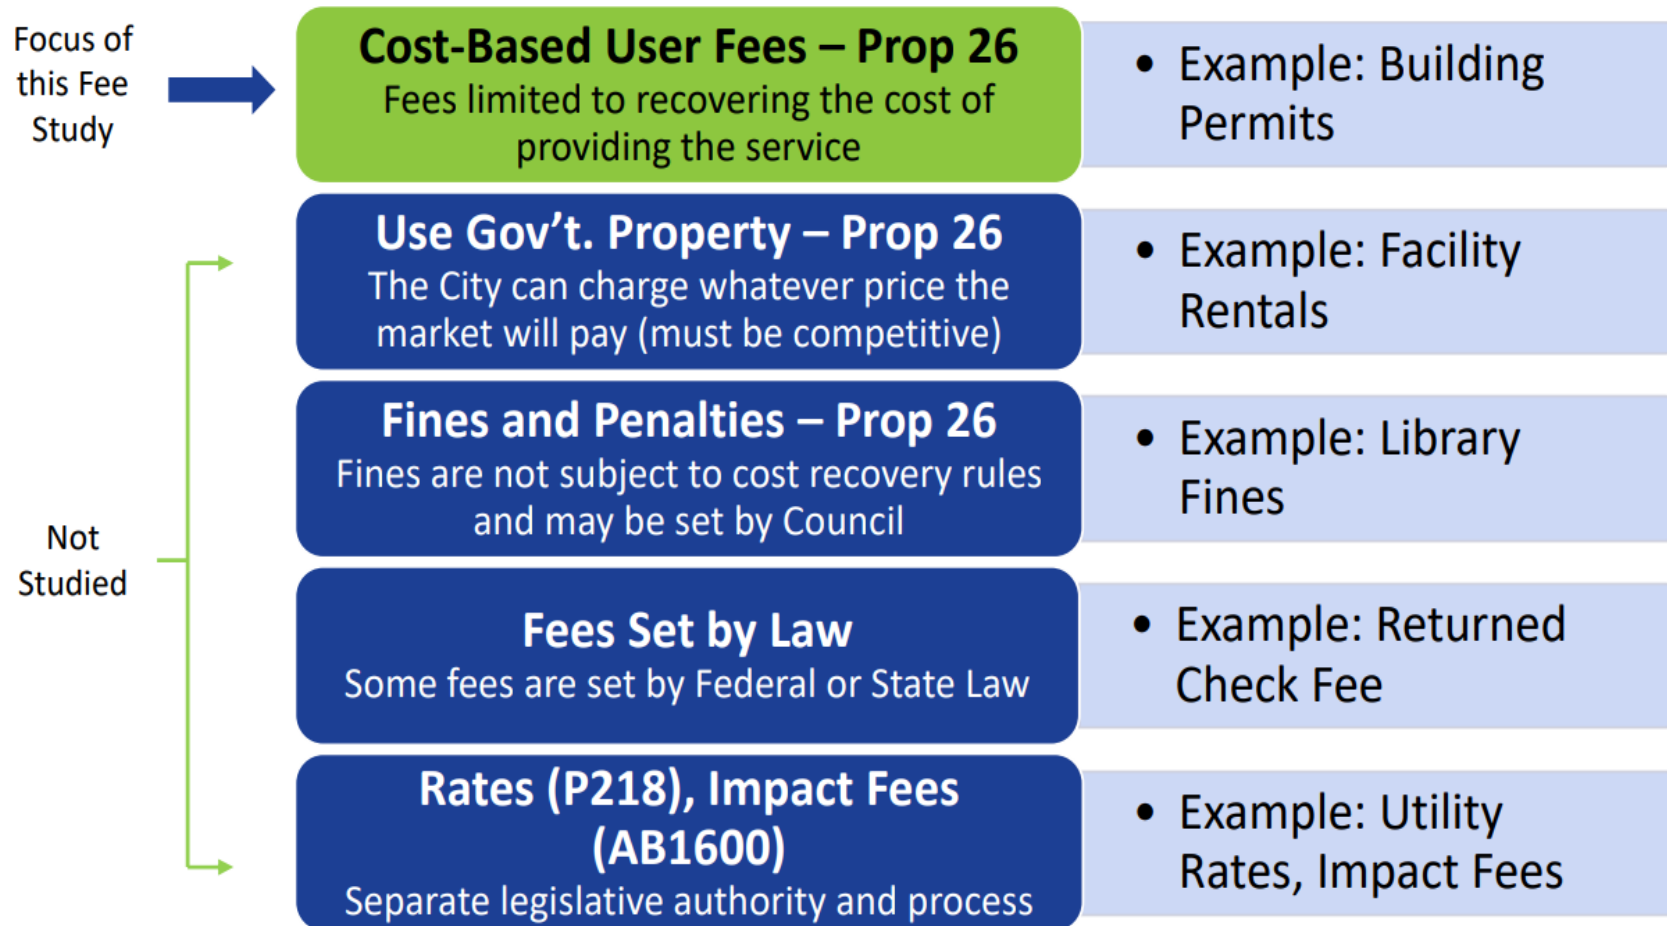 Focus of
this Fee
Study
Cost-Based User Fees – Prop 26
Fees limited to recovering the cost of
providing the service
• Example: Building
Permits
Use Gov’t. Property – Prop 26
The City can charge whatever price the
market will pay (must be competitive)
• Example: Facility
Rentals
Fines and Penalties – Prop 26
Fines are not subject to cost recovery rules
and may be set by Council
• Example: Library
Fines
Not
Studied
Fees Set by Law
Some fees are set by Federal or State Law
• Example: Returned
Check Fee
Rates (P218), Impact Fees
(AB1600)
Separate legislative authority and process
• Example: Utility
Rates, Impact Fees